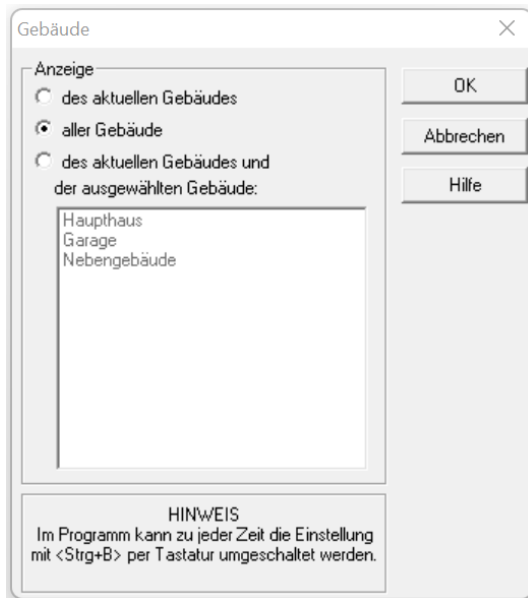 Gebäude
Anzeige
des aktuellen Gebäudes
aller Gebäude
des aktuellen Gebäudes und
der ausgewählten Gebäude:
Haupthaus
Garage
Nebengebäude
OK
Abbrechen
Hilfe
HINWEIS
Im Programm kann zu jeder Zeit die Einstellung
mit <Strg+B> per Tastatur umgeschaltet werden.